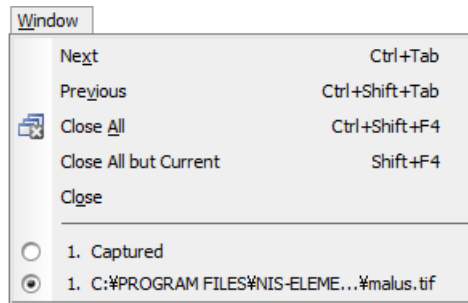 Window
Next Ctrl+Tab
Previous Ctrl+Shift+Tab
Close All Ctrl+Shift+F4
Close All but Current Shift+F4
Close
1. Captured
1. C:¥PROGRAM FILES¥NIS-ELEME...¥malus.tif